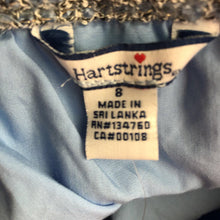 Hartstrings®
8
MADE IN
SRI LANKA
RN#134760
CA#00108